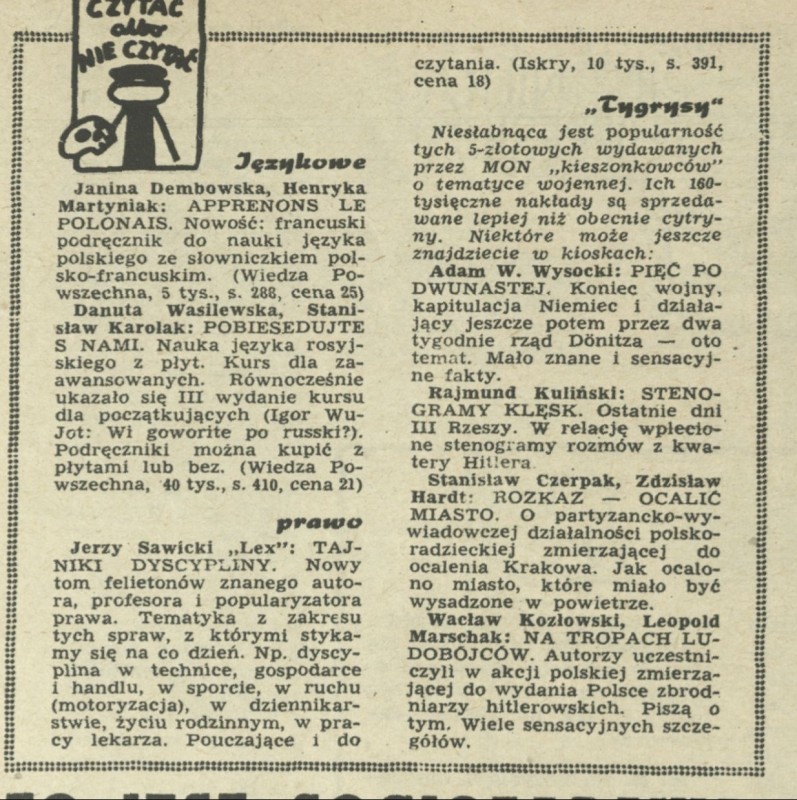 CZYTAĆ
albo
NIE CZYTAĆ
Językowe
Janina Dembowska, Henryka
Martyniak: APPRENONS LE
POLONAIS. Nowość: francuski
podręcznik do nauki języka
polskiego ze słowniczkiem pol-
sko-francuskim. (Wiedza Po-
wszechna, 5 tys., s. 288, cena 25)
Danuta Wasilewska, Stani-
sław Karolak: POBIESEDUJTE
S NAMI. Nauka języka rosyj-
skiego z płyt. Kurs dla za-
awansowanych. Równocześnie
ukazało się III wydanie kursu
dla początkujących (Igor Wu-
Jot: Wi goworite po russki?).
Podręczniki można kupić z
płytami lub bez. (Wiedza Po-
wszechna, 40 tys., s. 410, cena 21)
prawo
Jerzy Sawicki „Lex”: TAJ-
NIKI DYSCYPLINY. Nowy
tom felietonów znanego auto-
ra, profesora i popularyzatora
prawa. Tematyka z zakresu
tych spraw, z którymi styka-
my się na co dzień. Np. dyscy-
plina w technice, gospodarce
i handlu, w sporcie, w ruchu
(motoryzacja), w dziennikar-
stwie, życiu rodzinnym, w pra-
cy lekarza. Pouczające i do
czytania. (Iskry, 10 tys., s. 391,
cena 18)
„Tygrysy”
Niesłabnąca jest popularność
tych 5-złotowych wydawanych
przez MON „kieszonkowców”
o tematyce wojennej. Ich 160-
tysięczne nakłady są sprzeda-
wane lepiej niż obecnie cytry-
ny. Niektóre może jeszcze
znajdziecie w kioskach:
Adam W. Wysocki: PIĘĆ PO
DWUNASTEJ. Koniec wojny,
kapitulacja Niemiec i działa-
jący jeszcze potem przez dwa
tygodnie rząd Dönitza — oto
temat. Mało znane i sensacyj-
ne fakty.
Rajmund Kuliński: STENO-
GRAMY KLĘSK. Ostatnie dni
III Rzeszy. W relację wplecio-
ne stenogramy rozmów z kwa-
tery Hitlera
Stanisław Czerpak, Zdzisław
Hardt: ROZKAZ — OCALIĆ
MIASTO. O partyzancko-wy-
wiadowczej działalności polsko-
radzieckiej zmierzającej do
ocalenia Krakowa. Jak ocalo-
no miasto, które miało być
wysadzone w powietrze.
Wacław Kozłowski, Leopold
Marschak: NA TROPACH LU-
DOBÓJCÓW. Autorzy uczestni-
czyli w akcji polskiej zmierza-
jącej do wydania Polsce zbrod-
niarzy hitlerowskich. Piszą o
tym. Wiele sensacyjnych szcze-
gółów.